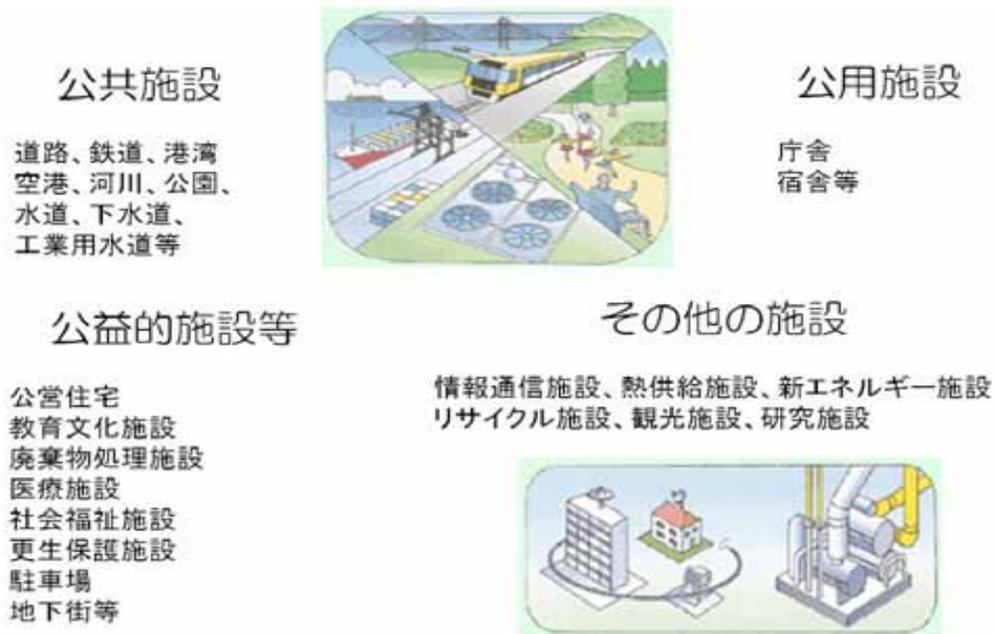 公共施設
道路、鉄道、港湾
空港、河川、公園、
水道、下水道、
工業用水道等
公用施設
庁舎
宿舎等
公益的施設等
公営住宅
教育文化施設
廃棄物処理施設
医療施設
社会福祉施設
更生保護施設
駐車場
地下街等
その他の施設
情報通信施設、熱供給施設、新エネルギー施設
リサイクル施設、観光施設、研究施設